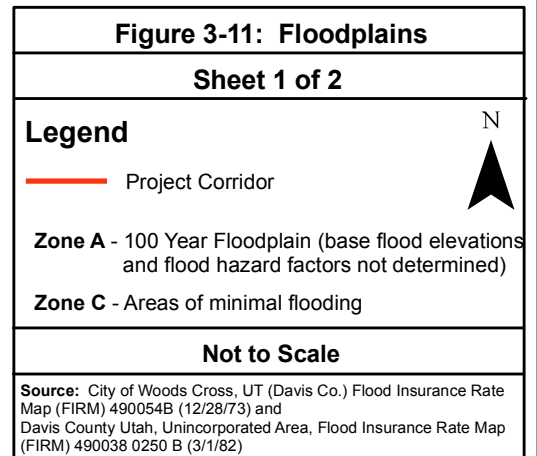 Figure 3-11:  Floodplains
Sheet 1 of 2
Legend
N
Project Corridor
Zone A - 100 Year Floodplain (base flood elevations
and flood hazard factors not determined)
Zone C - Areas of minimal flooding
Not to Scale
Source:  City of Woods Cross, UT (Davis Co.) Flood Insurance Rate
Map (FIRM) 490054B (12/28/73) and
Davis County Utah, Unincorporated Area, Flood Insurance Rate Map
(FIRM) 490038 0250 B (3/1/82)